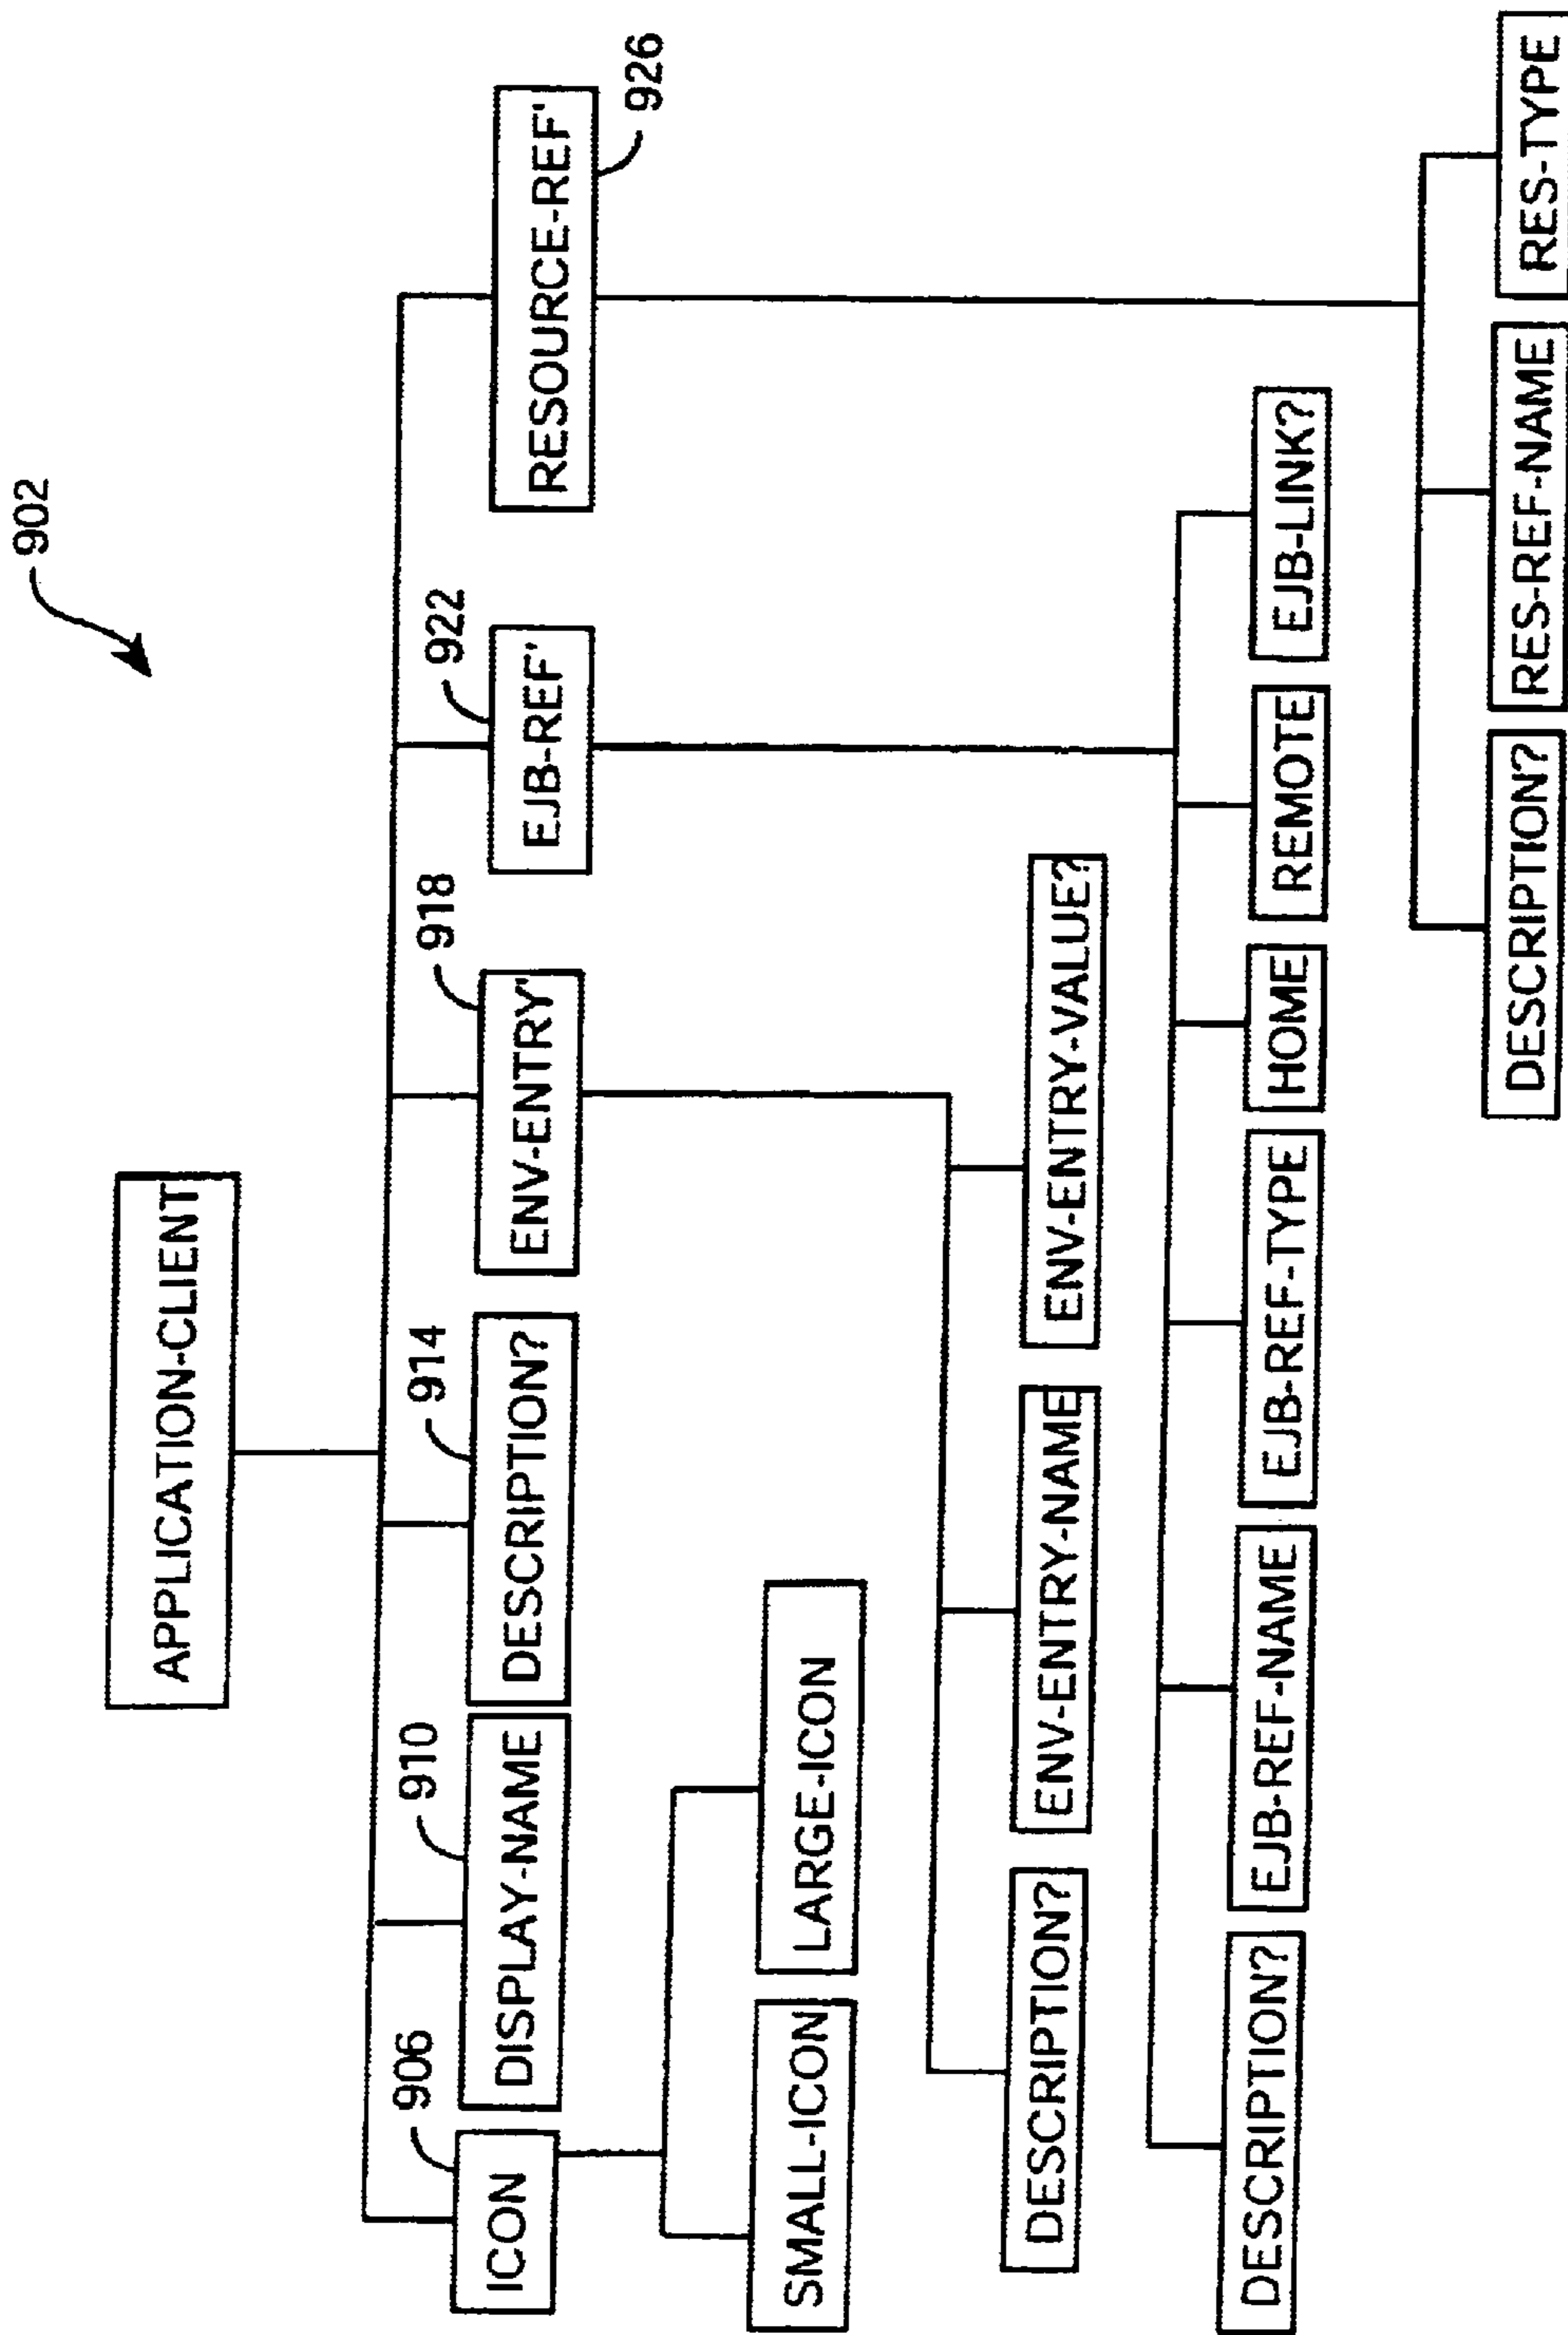 902
APPLICATION-CLIENT
906
910
914
918
922
926
ICON
DISPLAY-NAME
DESCRIPTION?
ENV-ENTRY'
EJB-REF'
RESOURCE-REF'
SMALL-ICON
LARGE-ICON
DESCRIPTION?
ENV-ENTRY-NAME
ENV-ENTRY-VALUE?
DESCRIPTION?
EJB-REF-NAME
EJB-REF-TYPE
HOME
REMOTE
EJB-LINK?
DESCRIPTION?
RES-REF-NAME
RES-TYPE